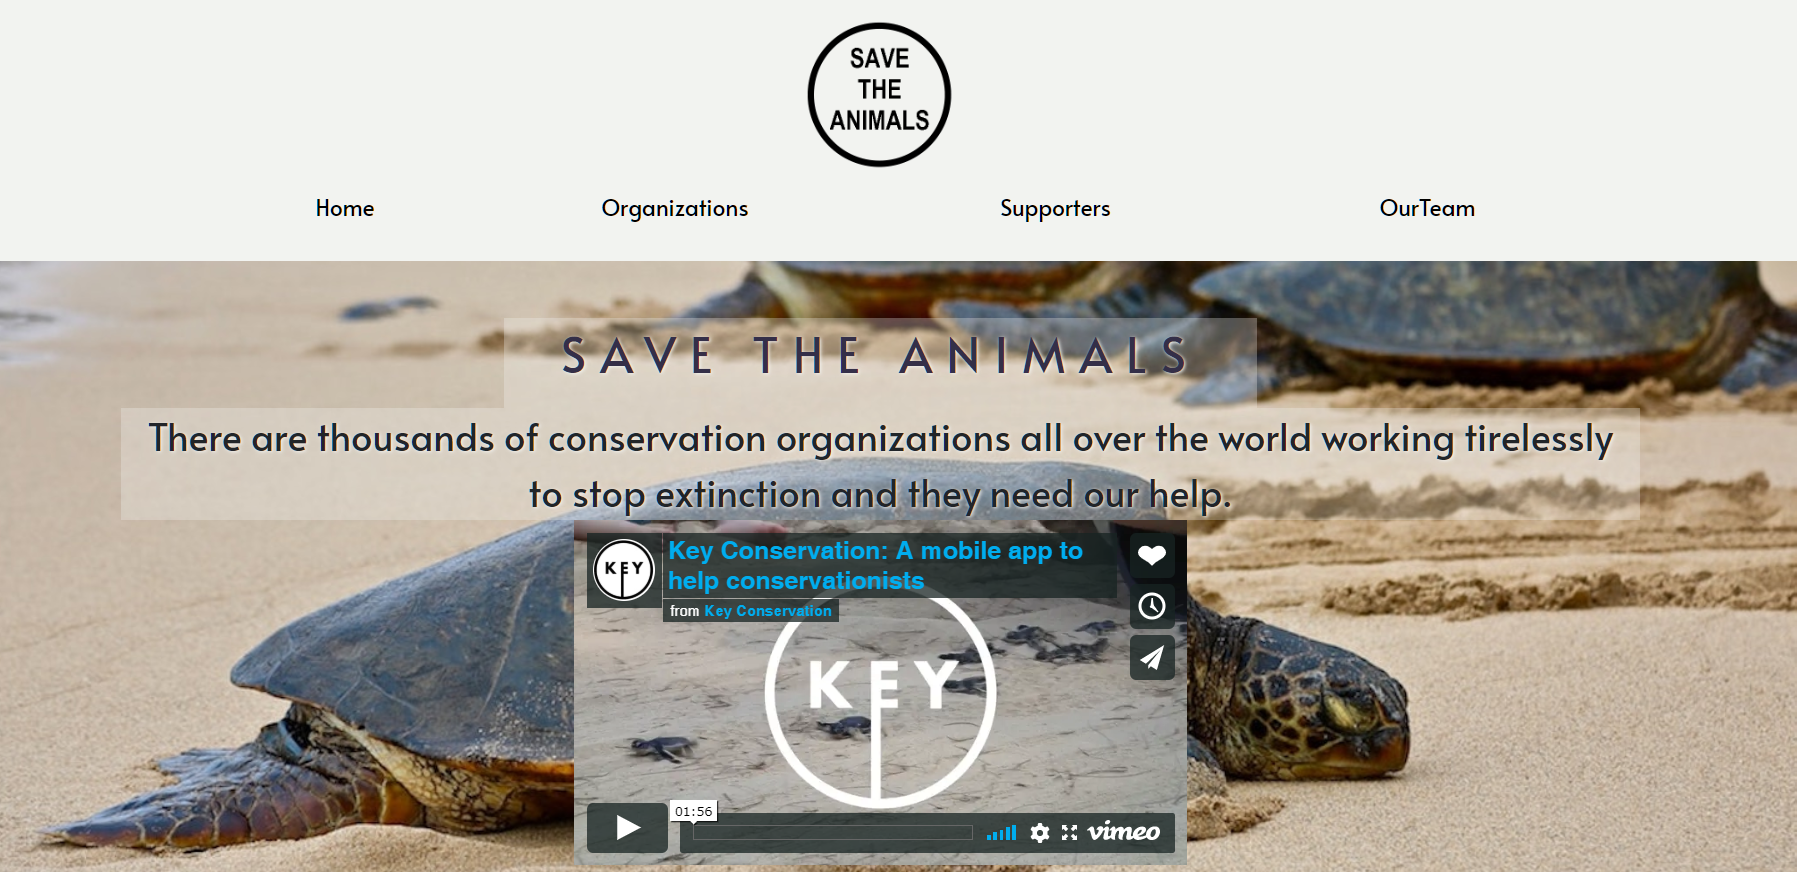 SAVE
THE
ANIMALS
Home Organizations Supporters OurTeam
SAVE THE ANIMALS
There are thousands of conservation organizations all over the world working tirelessly
to stop extinction and they need our help.
KEY
Key Conservation: A mobile app to
help conservationists
from Key Conservation
KEY
01:56
vimeo